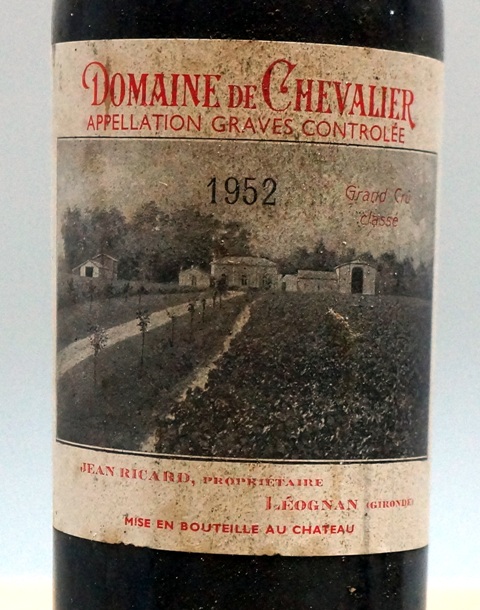 DOMAINE DE CHEVALIER
APPELLATION GRAVES CONTROLÉE
1952
Grand Cru
classé
JEAN RICARD, PROPRIÉTAIRE
LÉOGNAN (GIRONDE)
MISE EN BOUTEILLE AU CHATEAU